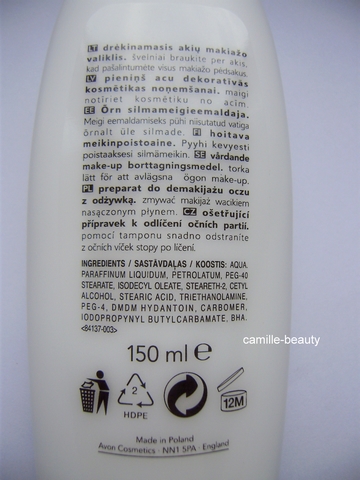 LT drėkinamasis akių makiažo
valiklis. švelniai braukite per akis,
kad pašalintumėte visus makiažo pėdsakus.
LV pieniņš acu dekoratīvās
kosmētikas noņemšanai. maigi
notīriet kosmētiku no acīm.
EE Õrn silmameigieemaldaja.
Meigi eemaldamiseks pühi niisutatud vatiga
õrnalt üle silmade. FI hoitava
meikinpoistoaine. Pyyhi kevyesti
poistaaksesi silmämeikin. SE vårdande
make-up borttagningsmedel. torka
lätt för att avlägsna ögon make-up.
PL preparat do demakijażu oczu
z odżywką. zmywać makijaż wacikiem
nasączonym płynem. CZ ošetřující
přípravek k odlíčení očních partií.
pomocí tamponu snadno odstraníte
z očních víček stopy po líčení.
INGREDIENTS / SASTĀVDAĻAS / KOOSTIS: AQUA,
PARAFFINUM LIQUIDUM, PETROLATUM, PEG-40
STEARATE, ISODECYL OLEATE, STEARETH-2, CETYL
ALCOHOL, STEARIC ACID, TRIETHANOLAMINE,
PEG-4, DMDM HYDANTOIN, CARBOMER,
IODOPROPYNYL BUTYLCARBAMATE, BHA.
<84137-003>
camille-beauty
150 ml e
2
HDPE
12M
Made in Poland
Avon Cosmetics · NN1 5PA · England